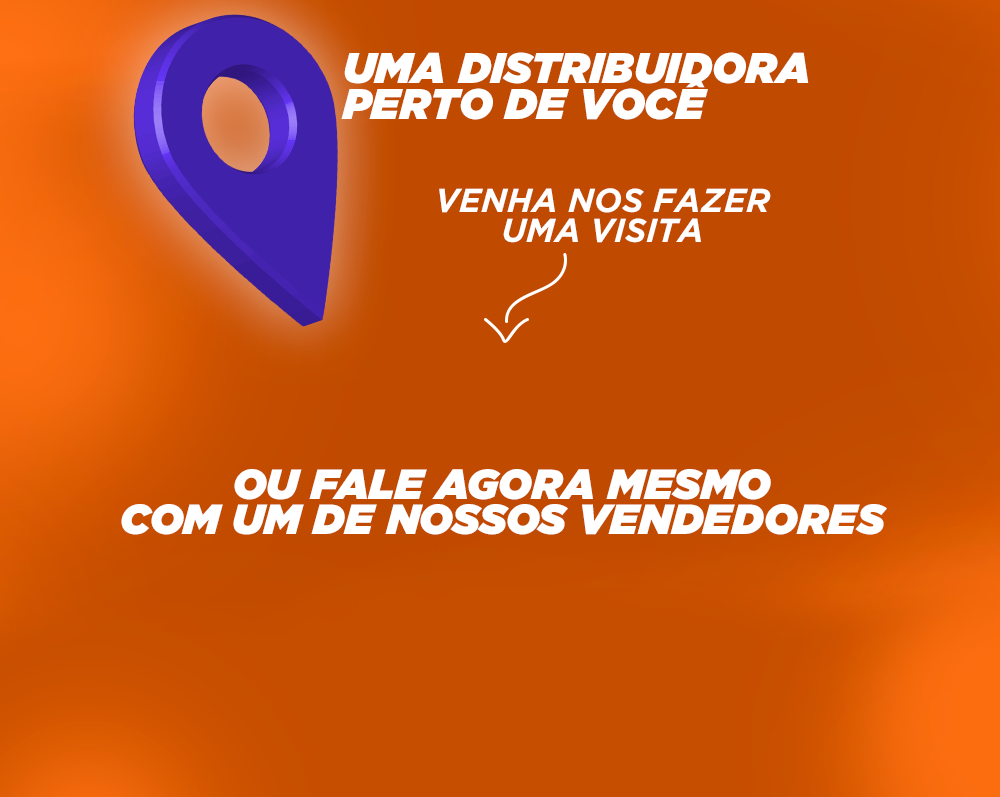 UMA DISTRIBUIDORA
PERTO DE VOCÊ
VENHA NOS FAZER
UMA VISITA
OU FALE AGORA MESMO
COM UM DE NOSSOS VENDEDORES